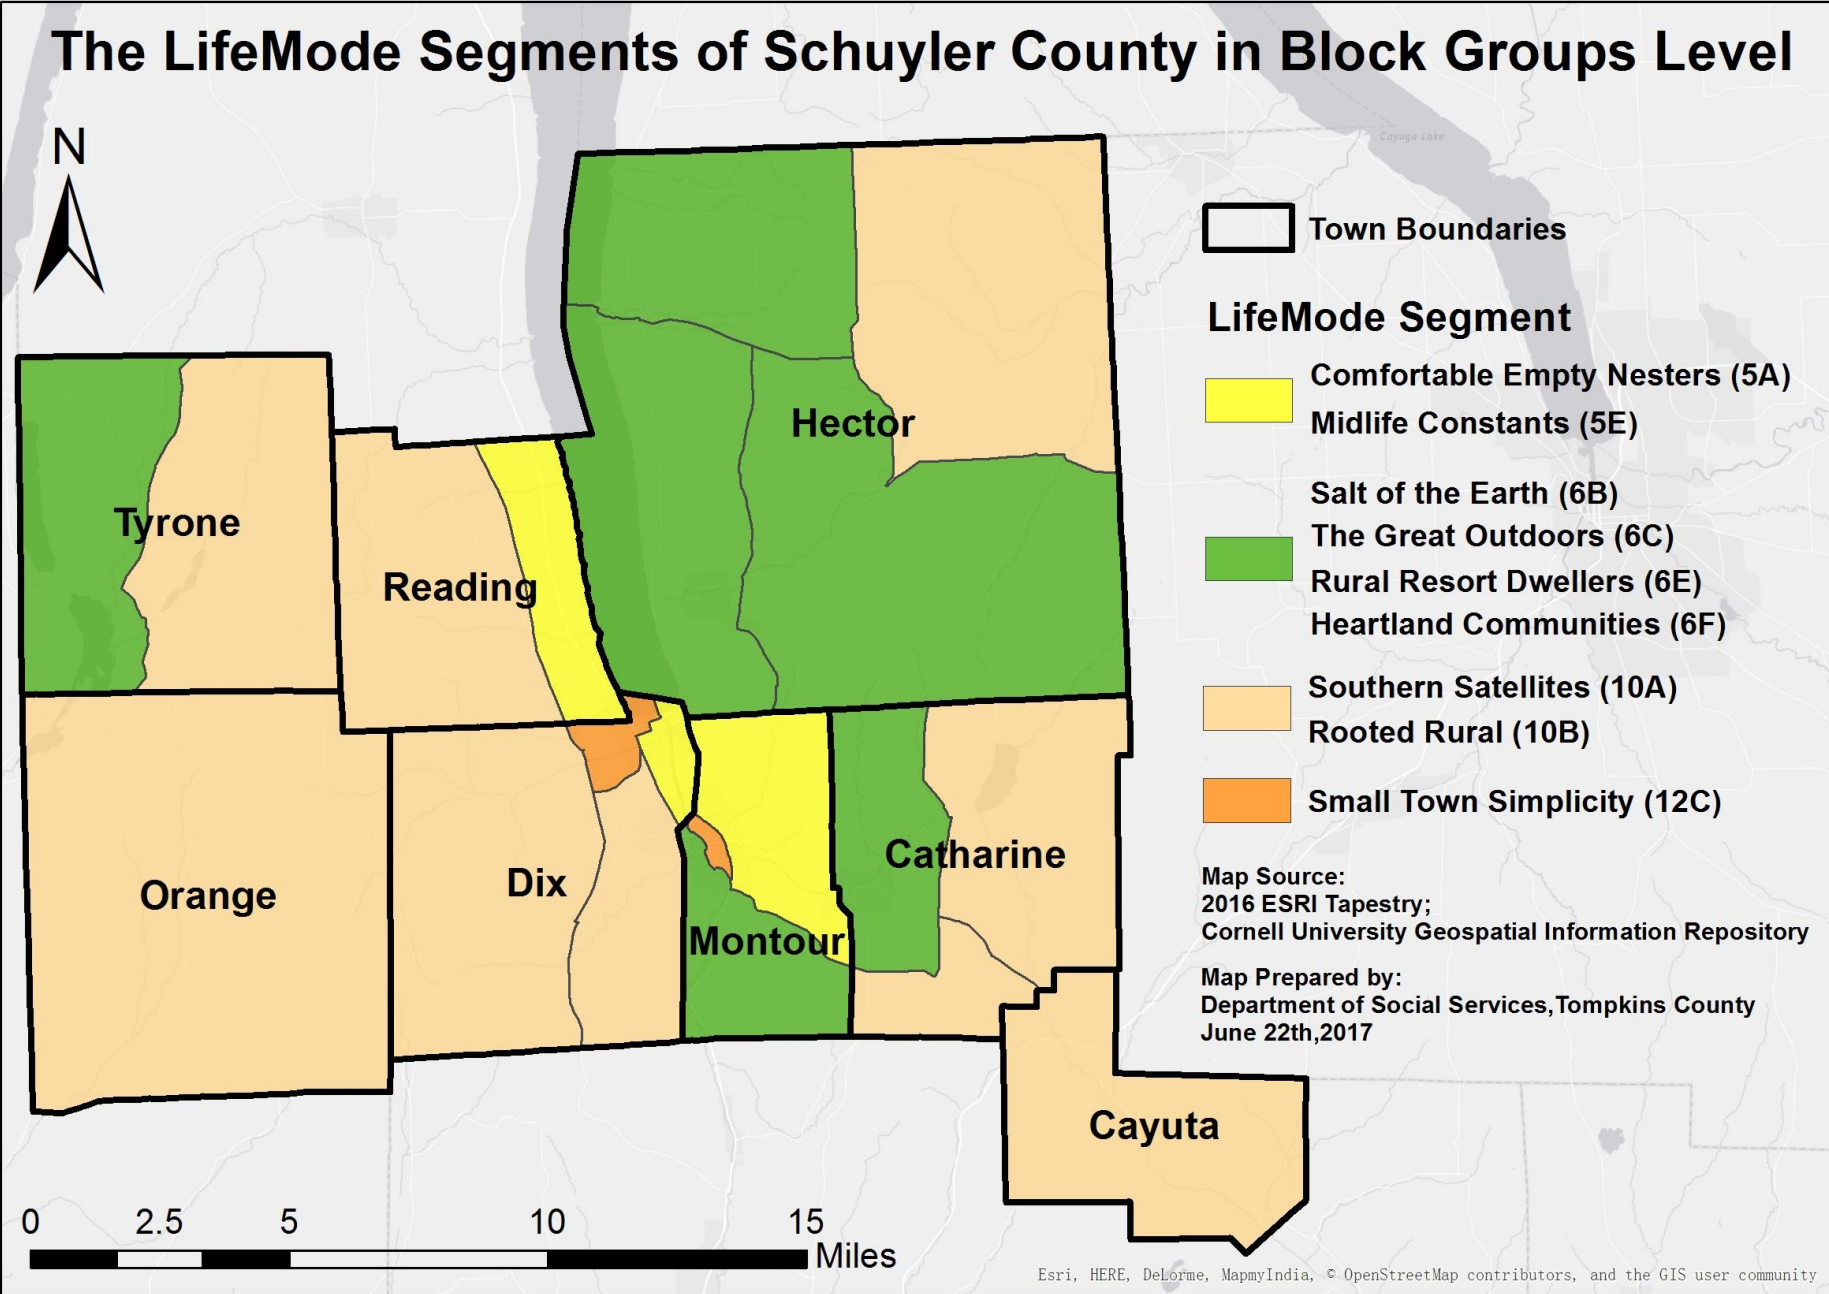 The LifeMode Segments of Schuyler County in Block Groups Level
N
Cayuga Lake
Town Boundaries
LifeMode Segment
Comfortable Empty Nesters (5A)
Midlife Constants (5E)
Salt of the Earth (6B)
The Great Outdoors (6C)
Rural Resort Dwellers (6E)
Heartland Communities (6F)
Southern Satellites (10A)
Rooted Rural (10B)
Small Town Simplicity (12C)
Hector
Tyrone
Reading
Catharine
Dix
Orange
Montour
Cayuta
Map Source:
2016 ESRI Tapestry;
Cornell University Geospatial Information Repository
Map Prepared by:
Department of Social Services,Tompkins County
June 22th,2017
0 2.5 5 10 15
Miles
Esri, HERE, DeLorme, MapmyIndia, © OpenStreetMap contributors, and the GIS user community